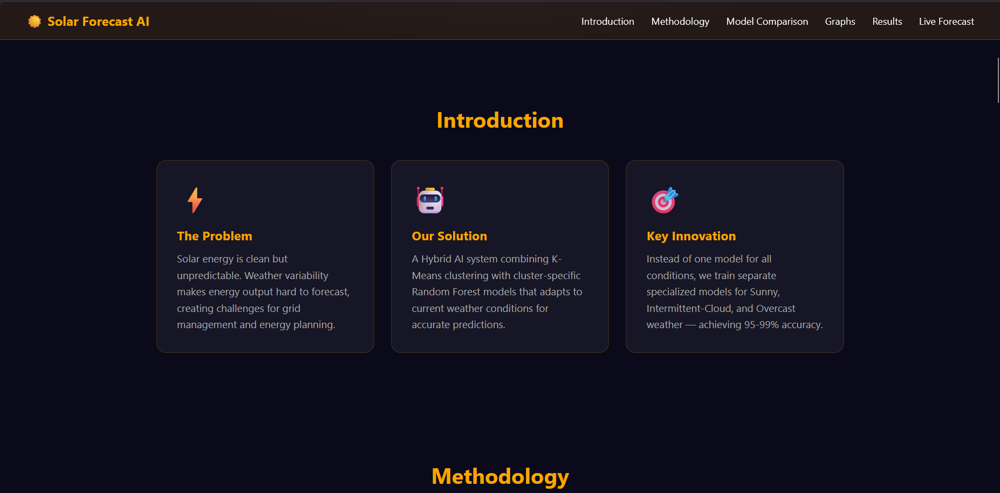 Solar Forecast AI
Introduction
Methodology
Model Comparison
Graphs
Results
Live Forecast
Introduction
The Problem
Solar energy is clean but
unpredictable. Weather variability
makes energy output hard to forecast,
creating challenges for grid
management and energy planning.
Our Solution
A Hybrid AI system combining K-
Means clustering with cluster-specific
Random Forest models that adapts to
current weather conditions for
accurate predictions.
Key Innovation
Instead of one model for all
conditions, we train separate
specialized models for Sunny,
Intermittent-Cloud, and Overcast
weather — achieving 95-99% accuracy.
Methodology